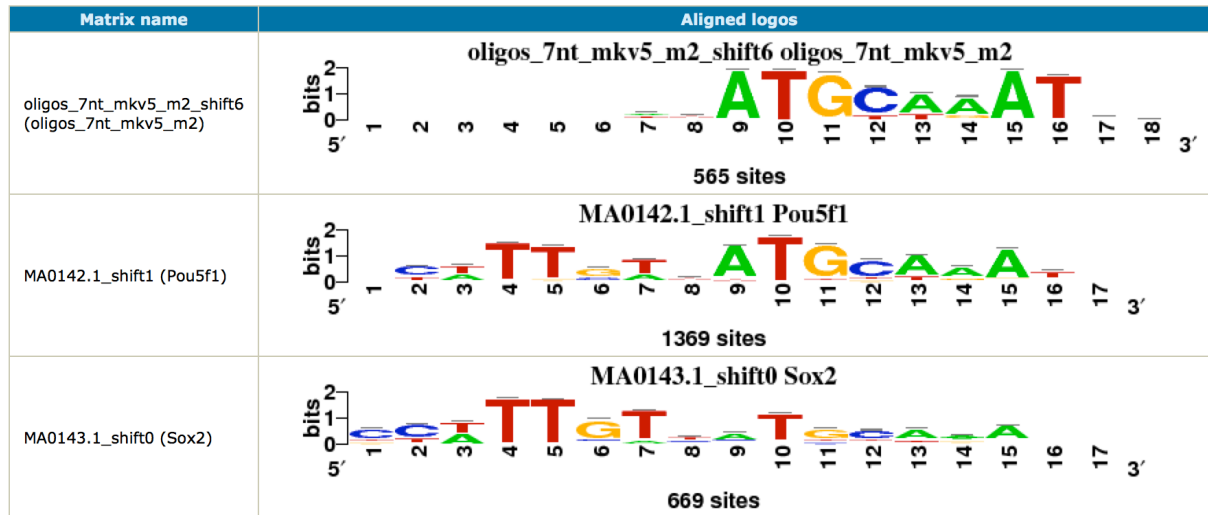 Matrix name Aligned logos
oligos_7nt_mkv5_m2_shift6 oligos_7nt_mkv5_m2
oligos_7nt_mkv5_m2_shift6
(oligos_7nt_mkv5_m2)
bits
2
1
0
ATGCAAAT
5′ 1 2 3 4 5 6 7 8 9 10 11 12 13 14 15 16 17 18 3′
565 sites
MA0142.1_shift1 Pou5f1
MA0142.1_shift1 (Pou5f1)
bits
2
1
0
CTTTGTATGCAAAT
5′ 1 2 3 4 5 6 7 8 9 10 11 12 13 14 15 16 17 3′
1369 sites
MA0143.1_shift0 Sox2
MA0143.1_shift0 (Sox2)
bits
2
1
0
CCTTTGTTATGCAAA
5′ 1 2 3 4 5 6 7 8 9 10 11 12 13 14 15 16 17 3′
669 sites